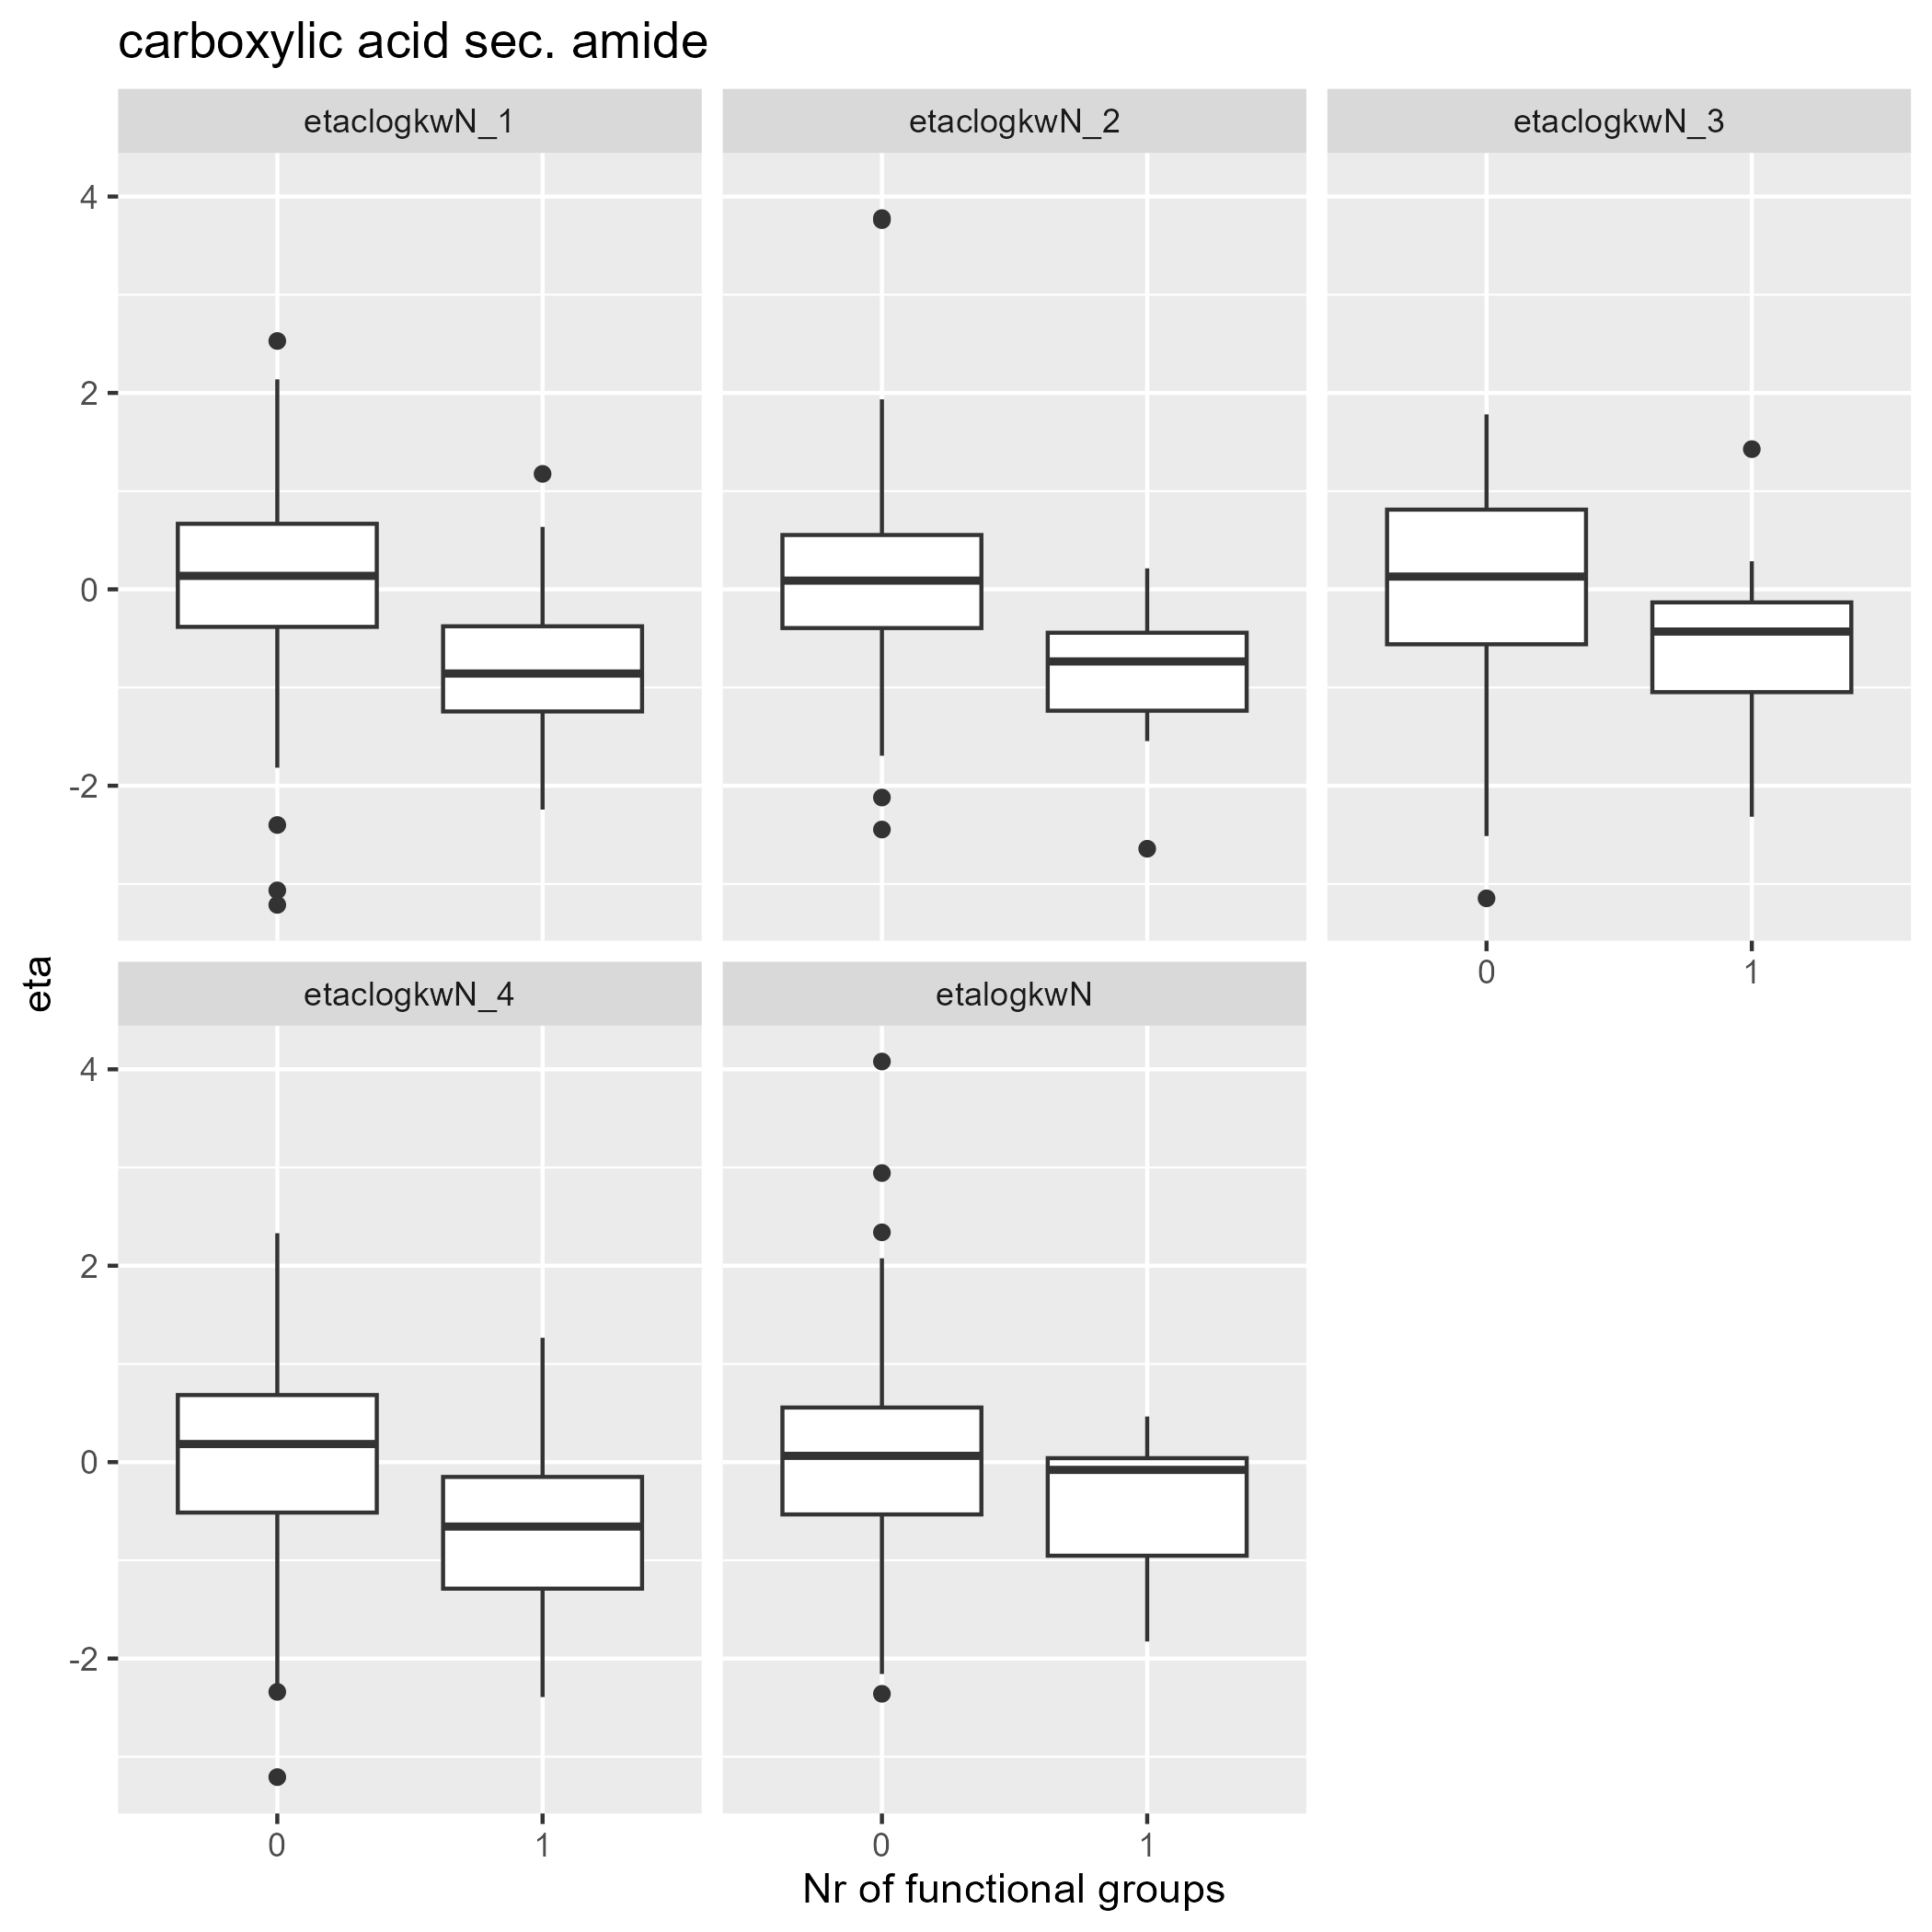 carboxylic acid sec. amide
etaclogkwN_1
etaclogkwN_2
etaclogkwN_3
4
2
0
-2
0
1
eta
etaclogkwN_4
etalogkwN
4
2
0
-2
0
1
0
1
Nr of functional groups